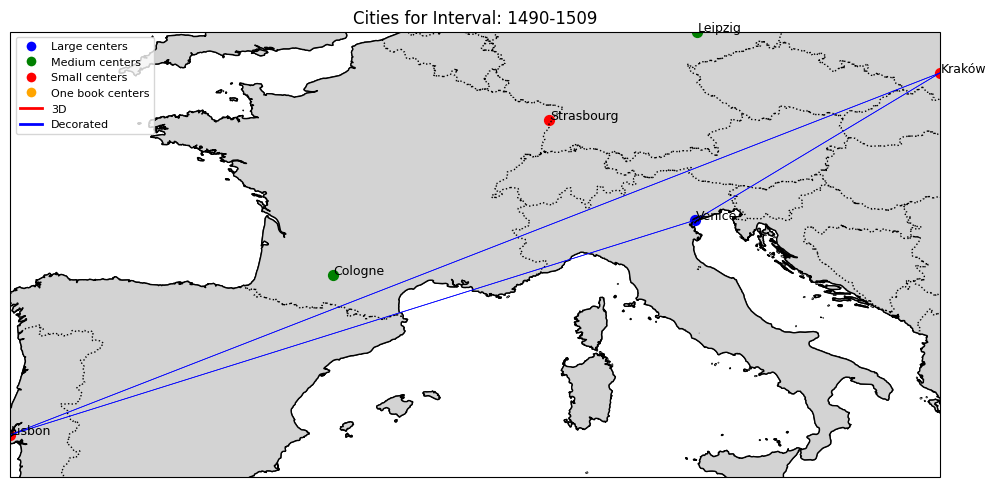 Cities for Interval: 1490-1509
Large centers
Medium centers
Small centers
One book centers
3D
Decorated
Leipzig
Kraków
Strasbourg
Venice
Cologne
Lisbon